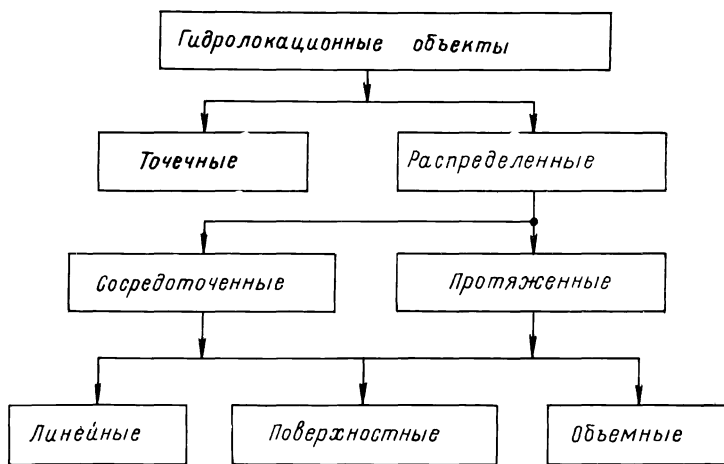 Гидролокационные объекты
Точечные
Распределенные
Сосредоточенные
Протяженные
Линейные
Поверхностные
Объемные